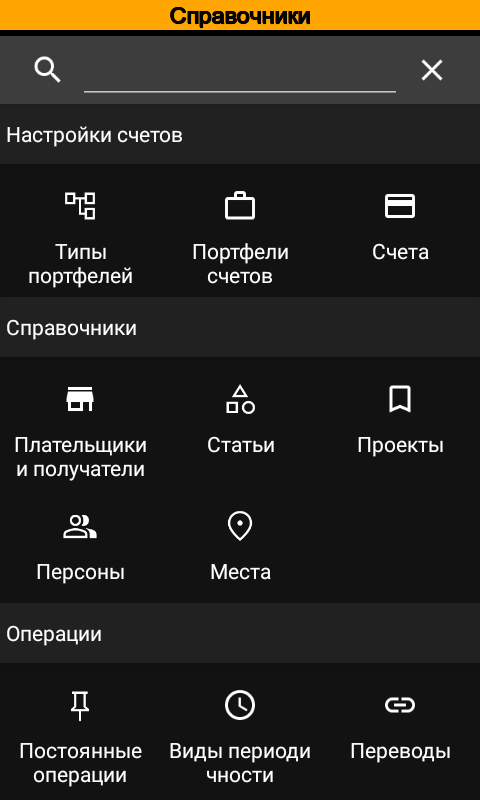 Справочники
Настройки счетов
Типы
портфелей
Портфели
счетов
Счета
Справочники
Плательщики
и получатели
Статьи
Проекты
Персоны
Места
Операции
Постоянные
операции
Виды периоди
чности
Переводы